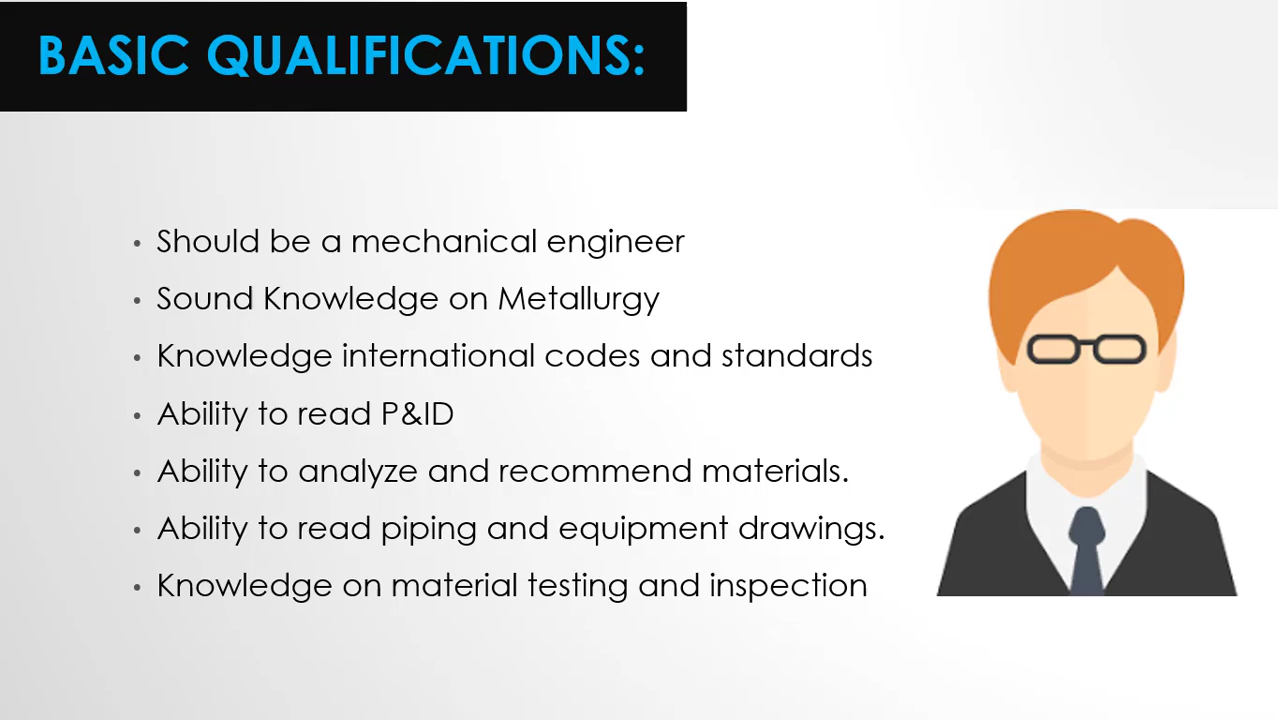 BASIC QUALIFICATIONS:
• Should be a mechanical engineer
• Sound Knowledge on Metallurgy
• Knowledge international codes and standards
• Ability to read P&ID
• Ability to analyze and recommend materials.
• Ability to read piping and equipment drawings.
• Knowledge on material testing and inspection